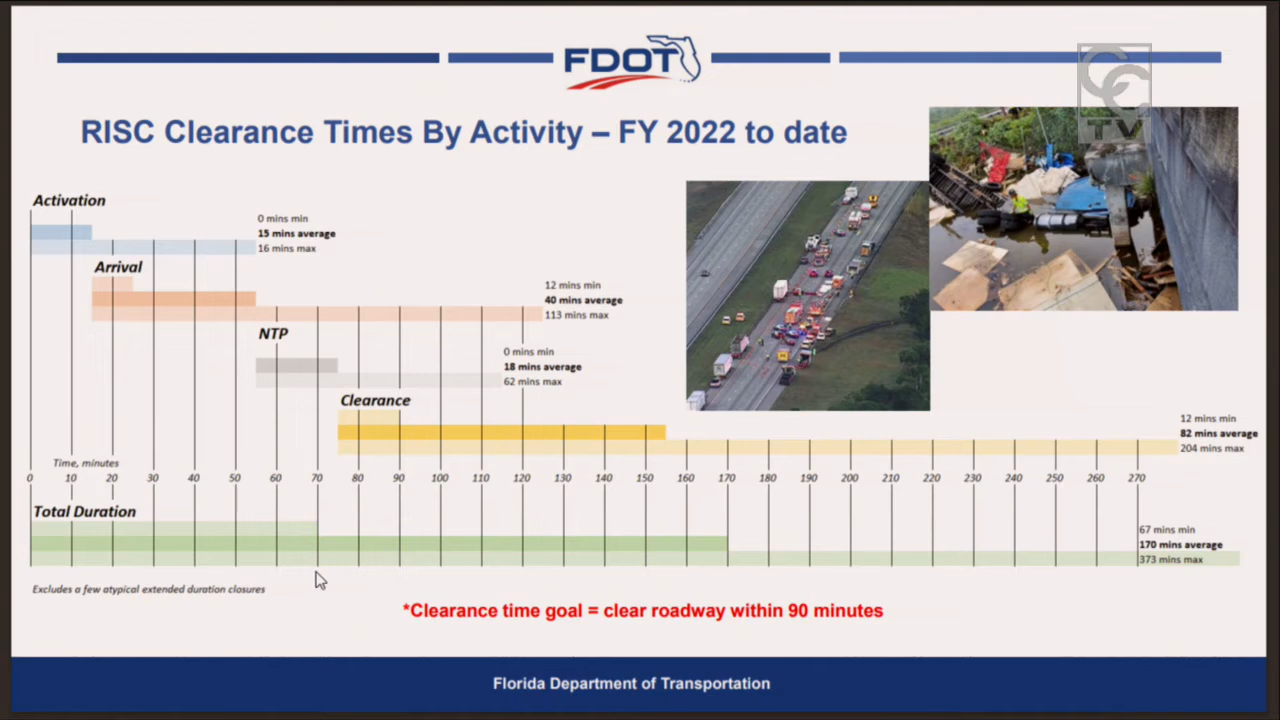 FDOT
CC
TV
RISC Clearance Times By Activity – FY 2022 to date
Activation
0 mins min
15 mins average
16 mins max
Arrival
12 mins min
40 mins average
113 mins max
NTP
0 mins min
18 mins average
62 mins max
Clearance
12 mins min
82 mins average
204 mins max
Time, minutes
0 10 20 30 40 50 60 70 80 90 100 110 120 130 140 150 160 170 180 190 200 210 220 230 240 250 260 270
Total Duration
67 mins min
170 mins average
373 mins max
Excludes a few atypical extended duration closures
*Clearance time goal = clear roadway within 90 minutes
Florida Department of Transportation